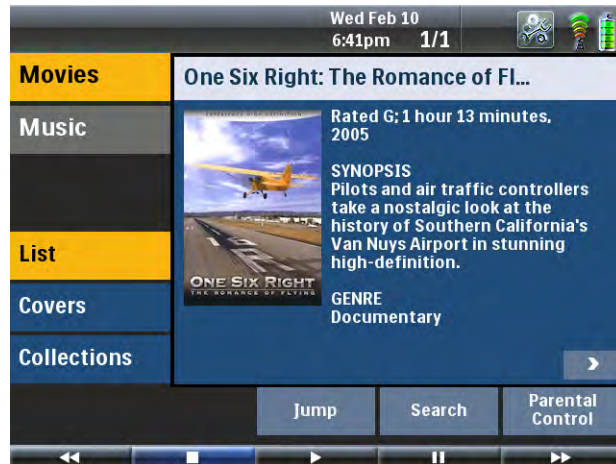 Wed Feb 10
6:41pm 1/1
Movies
Music
List
Covers
Collections
One Six Right: The Romance of Fl...
EXPERIENCE HIGH DEFINITION
ONE SIX RIGHT
THE ROMANCE OF FLYING
Rated G; 1 hour 13 minutes,
2005
SYNOPSIS
Pilots and air traffic controllers
take a nostalgic look at the
history of Southern California's
Van Nuys Airport in stunning
high-definition.
GENRE
Documentary
Jump
Search
Parental
Control